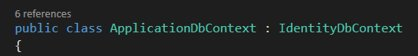 6 references
public class ApplicationDbContext : IdentityDbContext
{